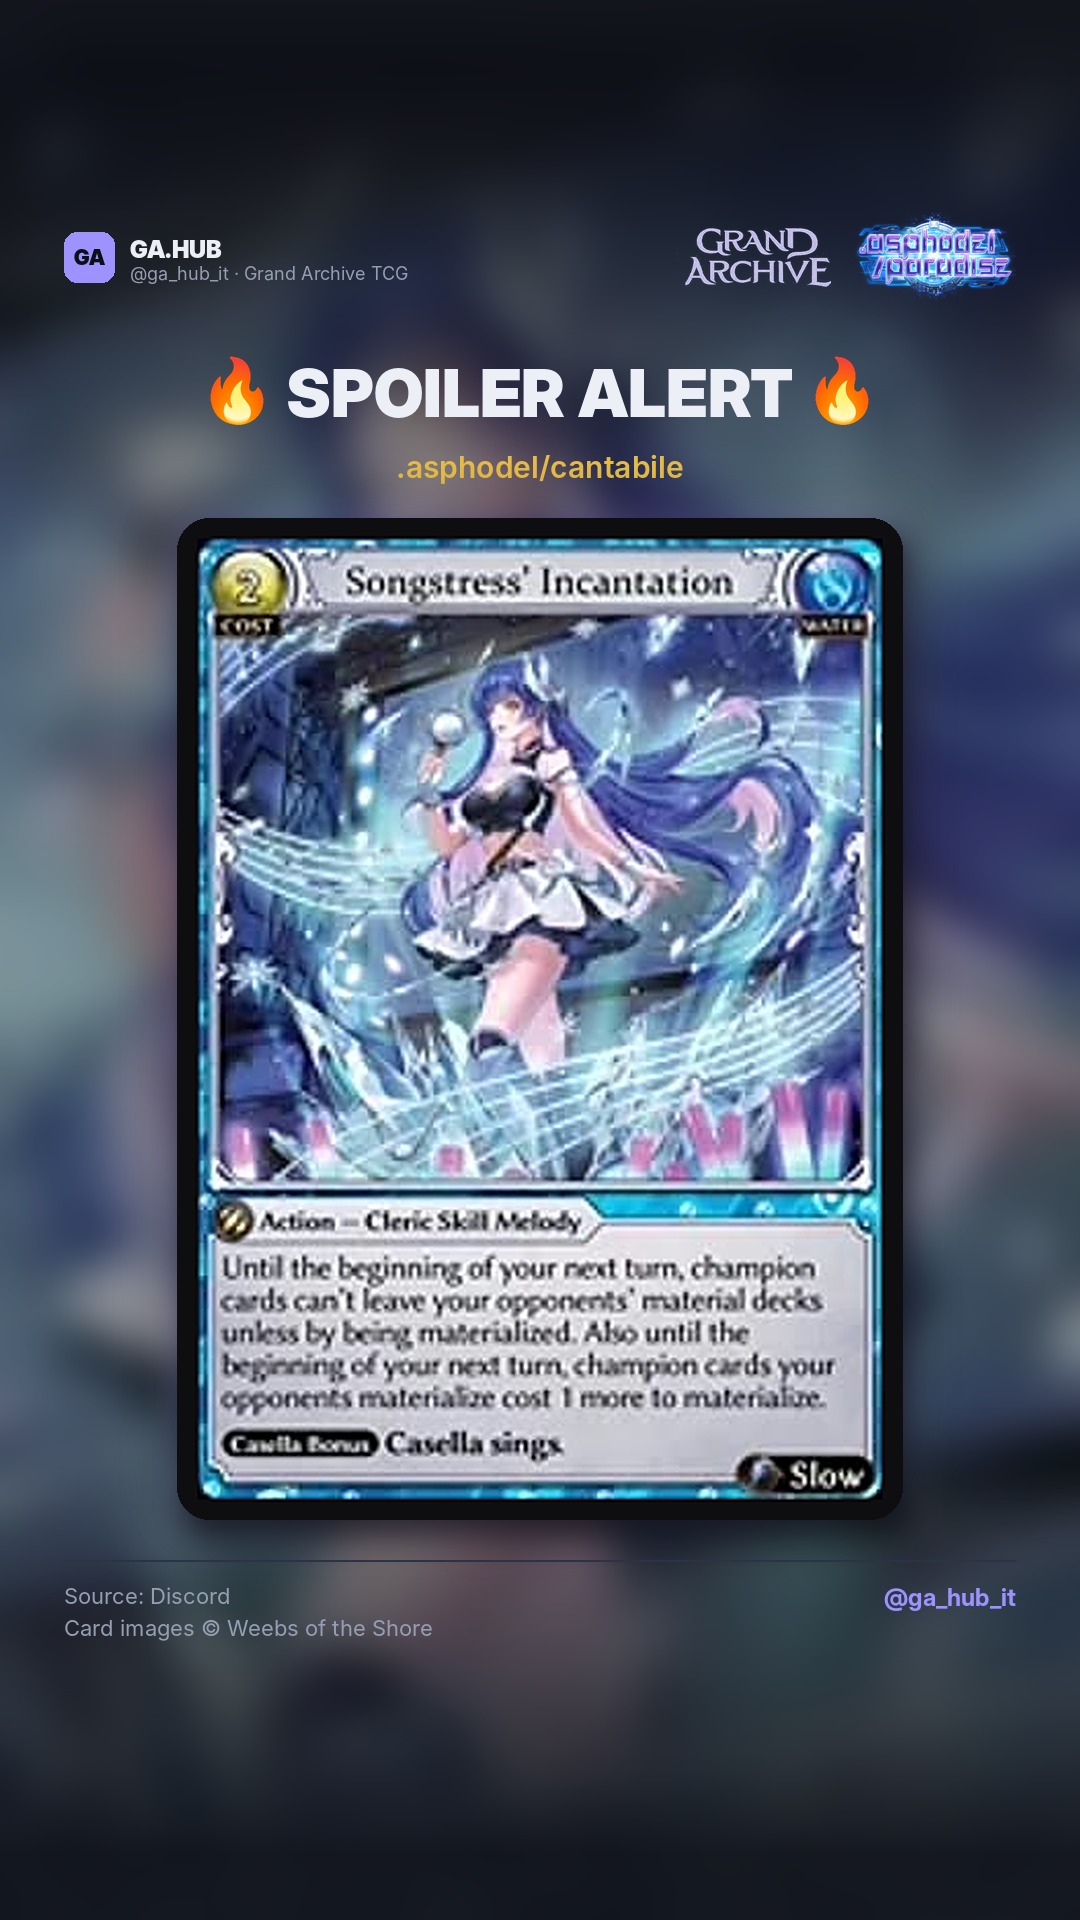 GA
GA.HUB
@ga_hub_it · Grand Archive TCG
GRAND
ARCHIVE
.asphodel
/paradise
🔥 SPOILER ALERT 🔥
.asphodel/cantabile
2
COST
Songstress' Incantation
WATER
Action — Cleric Skill Melody
Until the beginning of your next turn, champion
cards can't leave your opponents' material decks
unless by being materialized. Also until the
beginning of your next turn, champion cards your
opponents materialize cost 1 more to materialize.
Casella Bonus Casella sings.
Slow
Source: Discord
Card images © Weebs of the Shore
@ga_hub_it